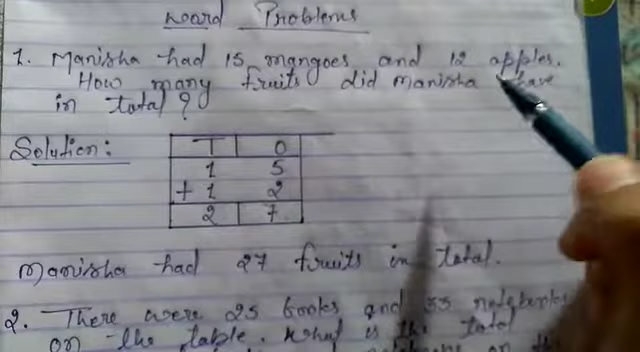 Woard Problems
1. Manisha had 15 mangoes and 12 apples.
How many fruits did Manisha have
in total?
Solution:
T O
1 5
+ 1 2
2 7
Manisha had 27 fruits in total.
2. There were 25 books and 35 notebooks
on the table. What is the total